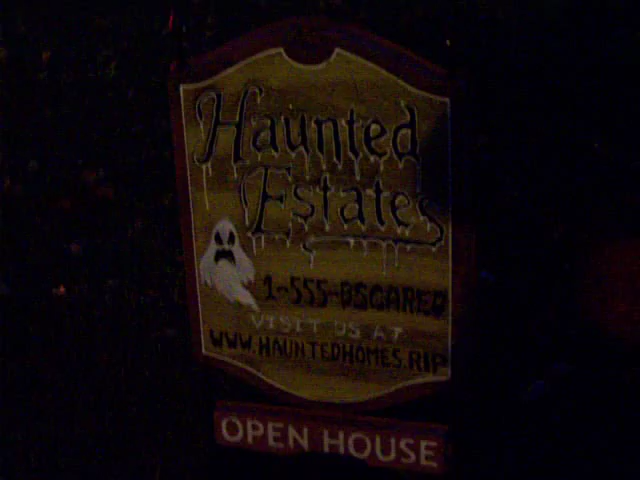 Haunted
Estates
1-555-BSCARED
VISIT US AT
WWW.HAUNTEDHOMES.RIP
OPEN HOUSE